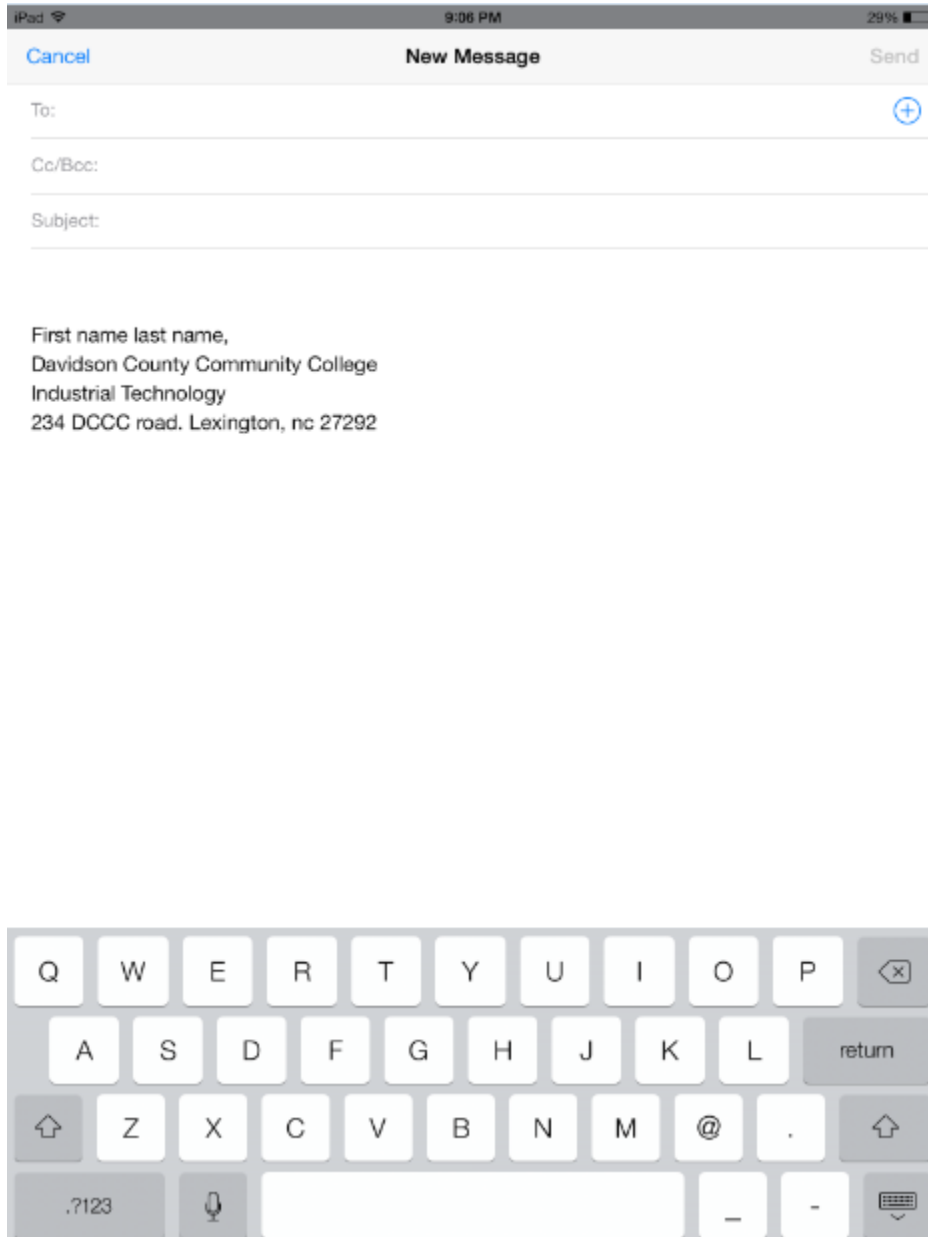 iPad 9:06 PM 29%
Cancel New Message Send
To:
Cc/Bcc:
Subject:
First name last name,
Davidson County Community College
Industrial Technology
234 DCCC road. Lexington, nc 27292
Q W E R T Y U I O P
A S D F G H J K L return
Z X C V B N M @ .
.?123 _ -